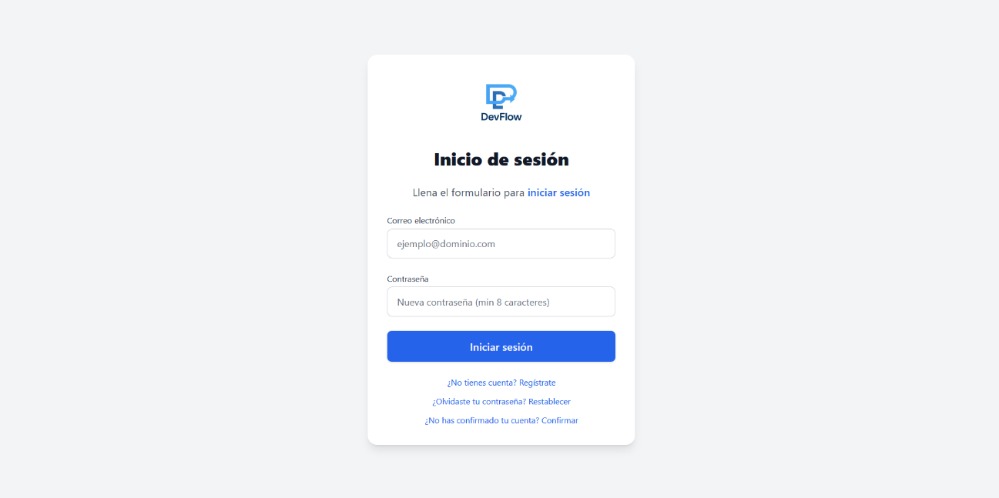 DevFlow
Inicio de sesión
Llena el formulario para iniciar sesión
Correo electrónico
ejemplo@dominio.com
Contraseña
Nueva contraseña (min 8 caracteres)
Iniciar sesión
¿No tienes cuenta? Regístrate
¿Olvidaste tu contraseña? Restablecer
¿No has confirmado tu cuenta? Confirmar